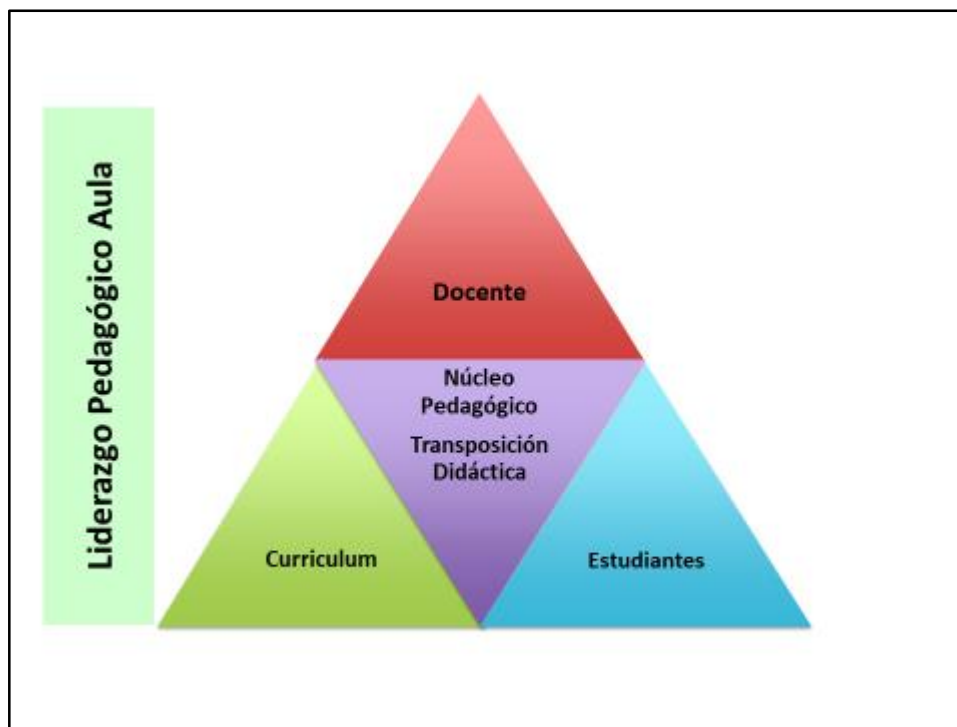 Liderazgo Pedagógico Aula
Docente
Núcleo
Pedagógico
Transposición
Didáctica
Curriculum
Estudiantes